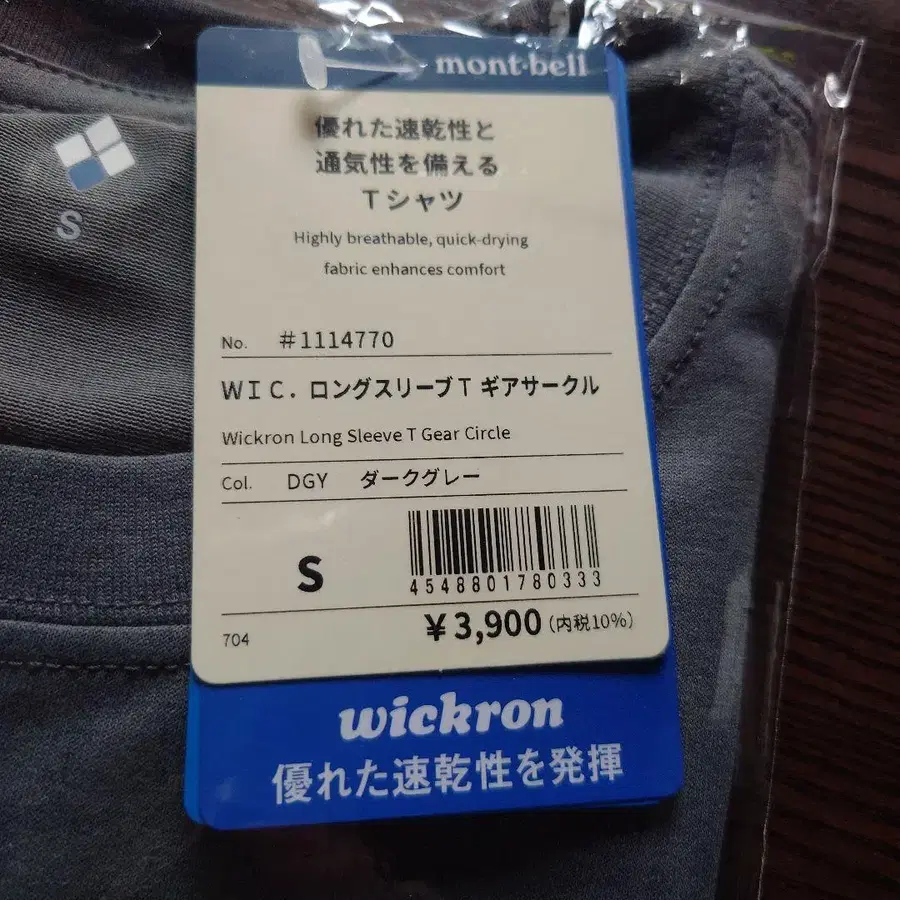 mont-bell
S
優れた速乾性と
通気性を備える
Tシャツ
Highly breathable, quick-drying
fabric enhances comfort
No. #1114770
WIC. ロングスリーブT ギアサークル
Wickron Long Sleeve T Gear Circle
Col. DGY ダークグレー
S
4548801780333
704
¥3,900(内税10%)
wickron
優れた速乾性を発揮